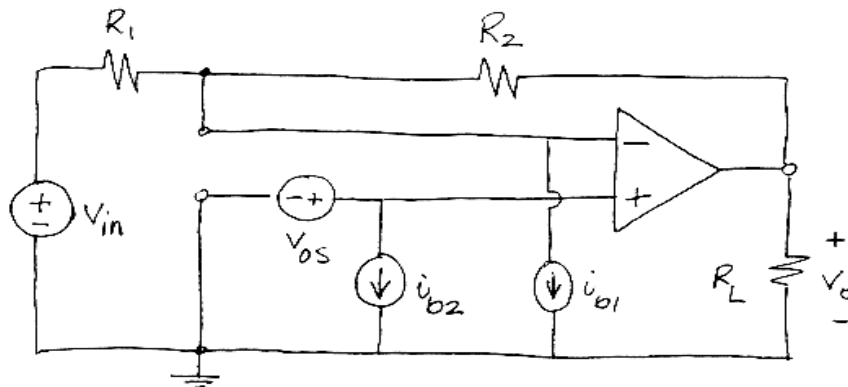 R₁
R₂
−
+
+
−
Vin
− +
Vos
ib2
ib1
RL
+
Vo
−